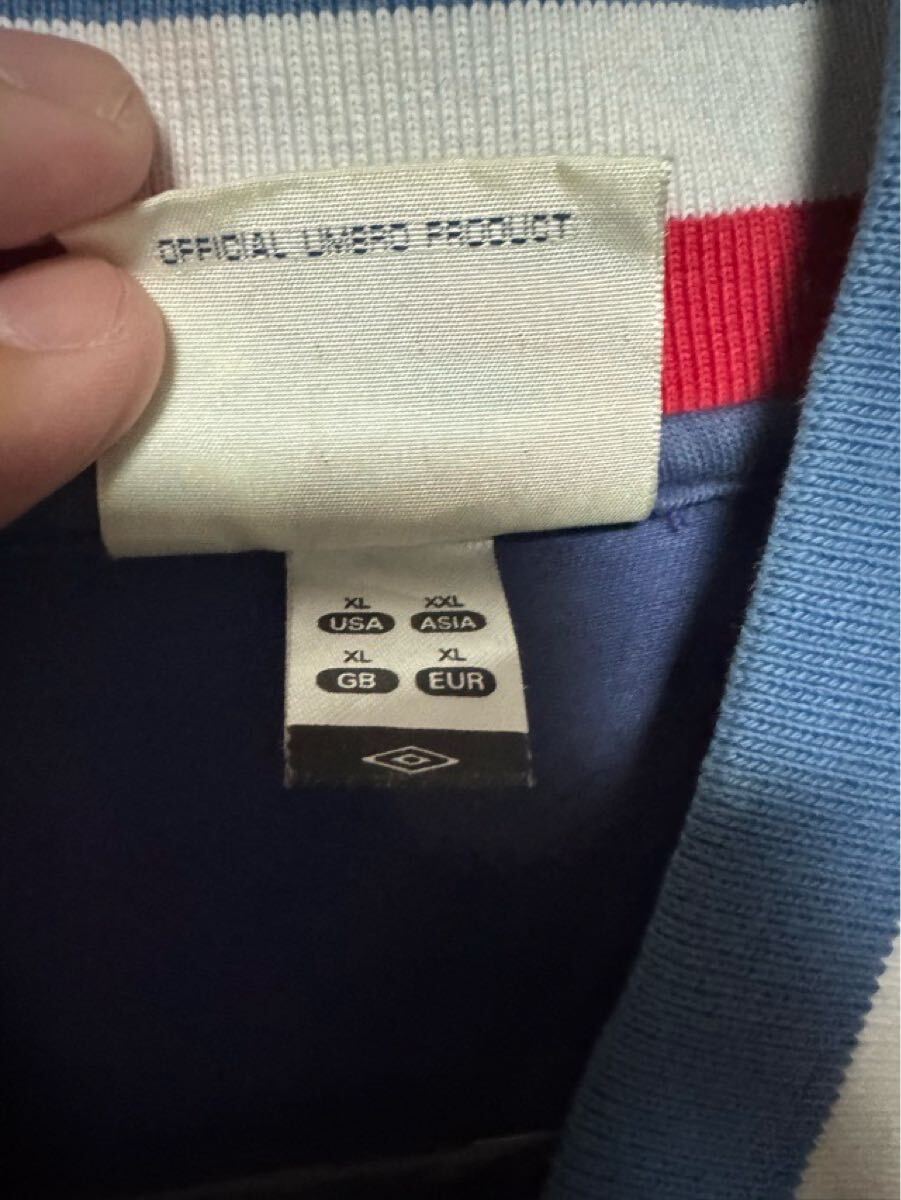 OFFICIAL UMBRO PRODUCT
XL XXL
USA ASIA
XL XL
GB EUR